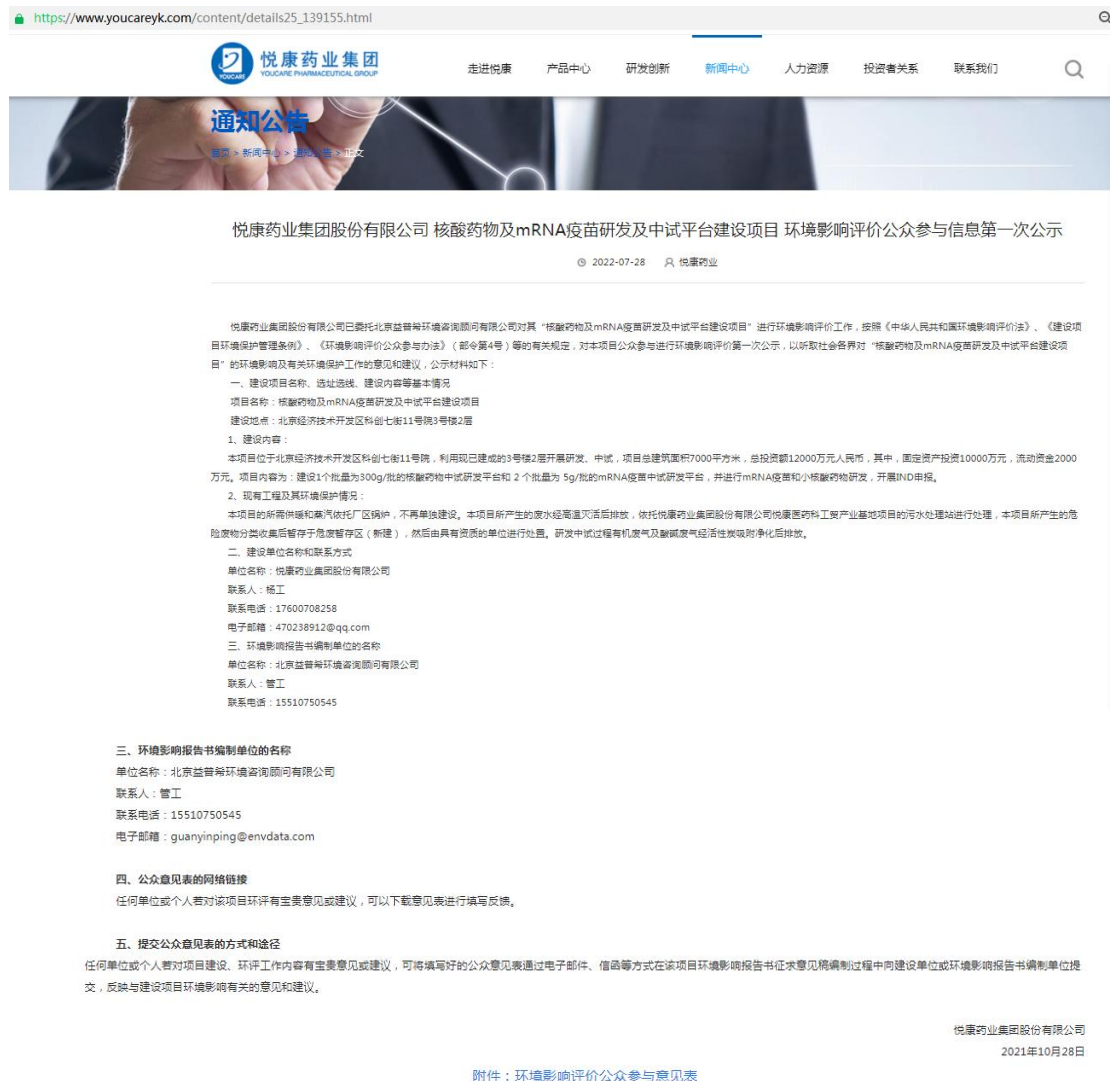 https://www.youcareyk.com/content/details25_139155.html
悦康药业集团
YOUCARE PHARMACEUTICAL GROUP
YOUCARE
走进悦康 产品中心 研发创新 新闻中心 人力资源 投资者关系 联系我们
通知公告
首页 > 新闻中心 > 通知公告 > 正文
悦康药业集团股份有限公司 核酸药物及mRNA疫苗研发及中试平台建设项目 环境影响评价公众参与信息第一次公示
2022-07-28 悦康药业
悦康药业集团股份有限公司已委托北京益普希环境咨询顾问有限公司对其“核酸药物及mRNA疫苗研发及中试平台建设项目”进行环境影响评价工作，按照《中华人民共和国环境影响评价法》、《建设项
目环境保护管理条例》、《环境影响评价公众参与办法》（部令第4号）等的有关规定，对本项目公众参与进行环境影响评价第一次公示，以听取社会各界对“核酸药物及mRNA疫苗研发及中试平台建设项
目”的环境影响及有关环境保护工作的意见和建议，公示材料如下：
一、建设项目名称、选址选线、建设内容等基本情况
项目名称：核酸药物及mRNA疫苗研发及中试平台建设项目
建设地点：北京经济技术开发区科创七街11号院3号楼2层
1、建设内容：
本项目位于北京经济技术开发区科创七街11号院，利用现已建成的3号楼2层开展研发、中试，项目总建筑面积7000平方米，总投资额12000万元人民币，其中，固定资产投资10000万元，流动资金2000
万元。项目内容为：建设1个批量为300g/批的核酸药物中试研发平台和 2 个批量为 5g/批的mRNA疫苗中试研发平台，并进行mRNA疫苗和小核酸药物研发，开展IND申报。
2、现有工程及其环境保护情况：
本项目的所需供暖和蒸汽依托厂区锅炉，不再单独建设。本项目所产生的废水经高温灭活后排放，依托悦康药业集团股份有限公司悦康医药科工贸产业基地项目的污水处理站进行处理，本项目所产生的危
险废物分类收集后暂存于危废暂存区（新建），然后由具有资质的单位进行处置。研发中试过程有机废气及酸碱废气经活性炭吸附净化后排放。
二、建设单位名称和联系方式
单位名称：悦康药业集团股份有限公司
联系人：杨工
联系电话：17600708258
电子邮箱：470238912@qq.com
三、环境影响报告书编制单位的名称
单位名称：北京益普希环境咨询顾问有限公司
联系人：管工
联系电话：15510750545
三、环境影响报告书编制单位的名称
单位名称：北京益普希环境咨询顾问有限公司
联系人：管工
联系电话：15510750545
电子邮箱：guanyinping@envdata.com
四、公众意见表的网络链接
任何单位或个人若对该项目环评有宝贵意见或建议，可以下载意见表进行填写反馈。
五、提交公众意见表的方式和途径
任何单位或个人若对项目建设、环评工作内容有宝贵意见或建议，可将填写好的公众意见表通过电子邮件、信函等方式在该项目环境影响报告书征求意见稿编制过程中向建设单位或环境影响报告书编制单位提
交，反映与建设项目环境影响有关的意见和建议。
悦康药业集团股份有限公司
2021年10月28日
附件：环境影响评价公众参与意见表